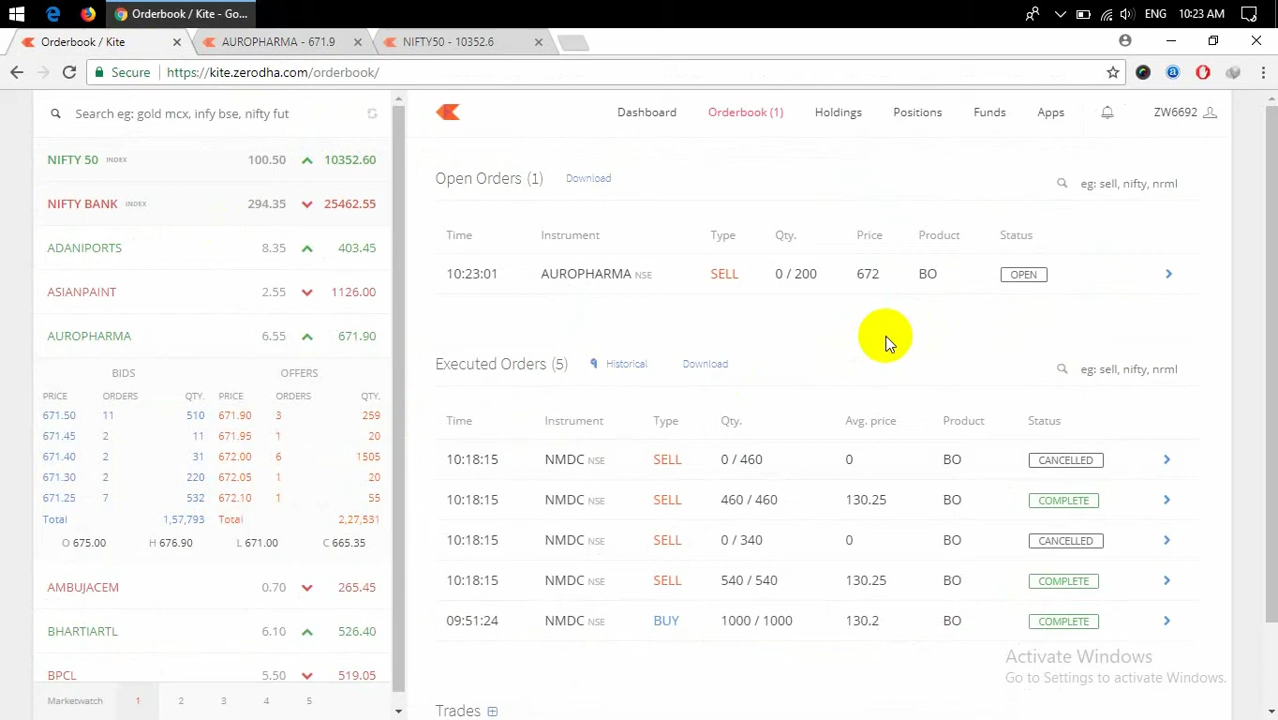 Orderbook / Kite - Go...
ENG 10:23 AM
Orderbook / Kite
AUROPHARMA - 671.9
NIFTY50 - 10352.6
Secure https://kite.zerodha.com/orderbook/
Search eg: gold mcx, infy bse, nifty fut
Dashboard Orderbook (1) Holdings Positions Funds Apps ZW6692
NIFTY 50 INDEX 100.50 10352.60
NIFTY BANK INDEX 294.35 25462.55
ADANIPORTS 8.35 403.45
ASIANPAINT 2.55 1126.00
AUROPHARMA 6.55 671.90
BIDS OFFERS
PRICE ORDERS QTY. PRICE ORDERS QTY.
671.50 11 510 671.90 3 259
671.45 2 11 671.95 1 20
671.40 2 31 672.00 6 1505
671.30 2 220 672.05 1 20
671.25 7 532 672.10 1 55
Total 1,57,793 Total 2,27,531
O 675.00 H 676.90 L 671.00 C 665.35
AMBUJACEM 0.70 265.45
BHARTIARTL 6.10 526.40
BPCL 5.50 519.05
Marketwatch 1 2 3 4 5
Open Orders (1) Download eg: sell, nifty, nrml
Time Instrument Type Qty. Price Product Status
10:23:01 AUROPHARMA NSE SELL 0 / 200 672 BO OPEN
Executed Orders (5) Historical Download eg: sell, nifty, nrml
Time Instrument Type Qty. Avg. price Product Status
10:18:15 NMDC NSE SELL 0 / 460 0 BO CANCELLED
10:18:15 NMDC NSE SELL 460 / 460 130.25 BO COMPLETE
10:18:15 NMDC NSE SELL 0 / 340 0 BO CANCELLED
10:18:15 NMDC NSE SELL 540 / 540 130.25 BO COMPLETE
09:51:24 NMDC NSE BUY 1000 / 1000 130.2 BO COMPLETE
Activate Windows
Go to Settings to activate Windows.
Trades